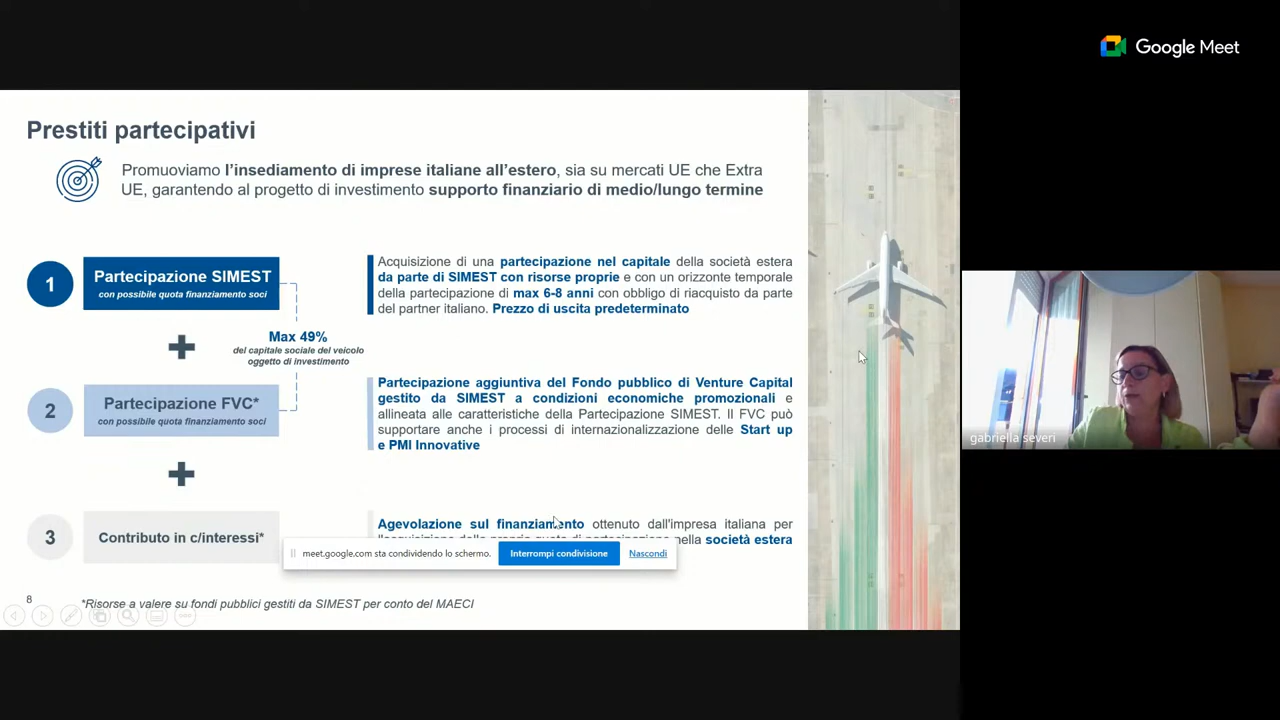 Google Meet
Prestiti partecipativi
Promuoviamo l'insediamento di imprese italiane all'estero, sia su mercati UE che Extra
UE, garantendo al progetto di investimento supporto finanziario di medio/lungo termine
1
Partecipazione SIMEST
con possibile quota finanziamento soci
Acquisizione di una partecipazione nel capitale della società estera
da parte di SIMEST con risorse proprie e con un orizzonte temporale
della partecipazione di max 6-8 anni con obbligo di riacquisto da parte
del partner italiano. Prezzo di uscita predeterminato
Max 49%
del capitale sociale del veicolo
oggetto di investimento
2
Partecipazione FVC*
con possibile quota finanziamento soci
Partecipazione aggiuntiva del Fondo pubblico di Venture Capital
gestito da SIMEST a condizioni economiche promozionali e
allineata alle caratteristiche della Partecipazione SIMEST. Il FVC può
supportare anche i processi di internazionalizzazione delle Start up
e PMI Innovative
3
Contributo in c/interessi*
Agevolazione sul finanziamento ottenuto dall'impresa italiana per
nella società estera
meet.google.com sta condividendo lo schermo.
Interrompi condivisione
Nascondi
8
*Risorse a valere su fondi pubblici gestiti da SIMEST per conto del MAECI
gabriella severi